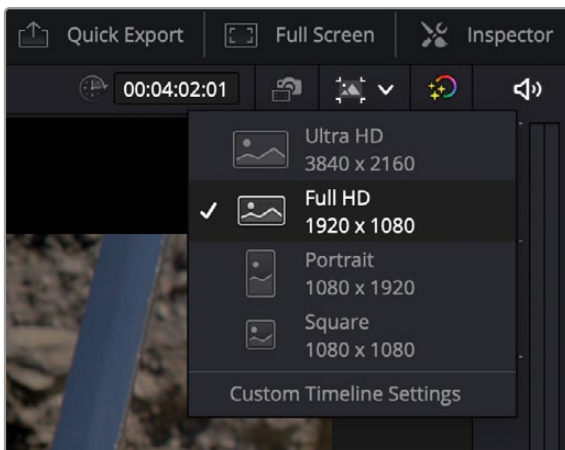 Quick Export Full Screen Inspector
00:04:02:01
Ultra HD
3840 x 2160
Full HD
1920 x 1080
Portrait
1080 x 1920
Square
1080 x 1080
Custom Timeline Settings